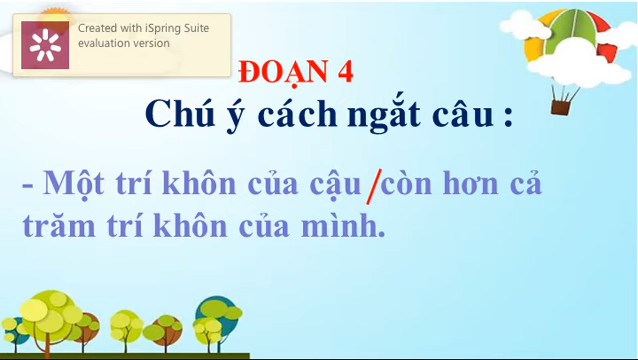 Created with iSpring Suite
evaluation version
ĐOẠN 4
Chú ý cách ngắt câu :
- Một trí khôn của cậu /còn hơn cả
trăm trí khôn của mình.